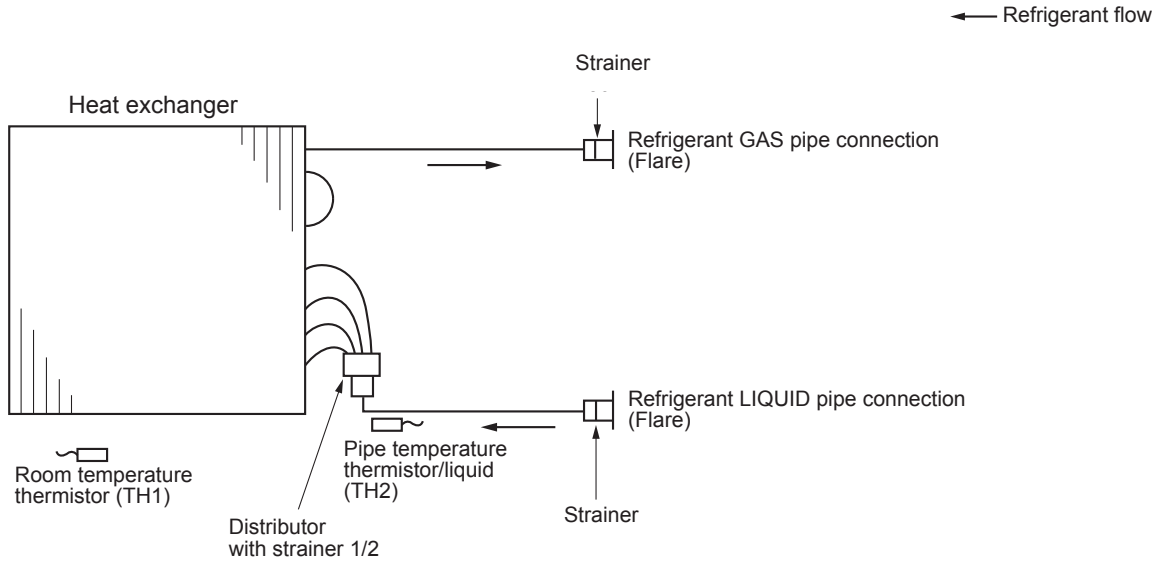 Refrigerant flow
Strainer
Heat exchanger
Refrigerant GAS pipe connection
(Flare)
Refrigerant LIQUID pipe connection
(Flare)
Pipe temperature
thermistor/liquid
(TH2)
Room temperature
thermistor (TH1)
Strainer
Distributor
with strainer 1/2